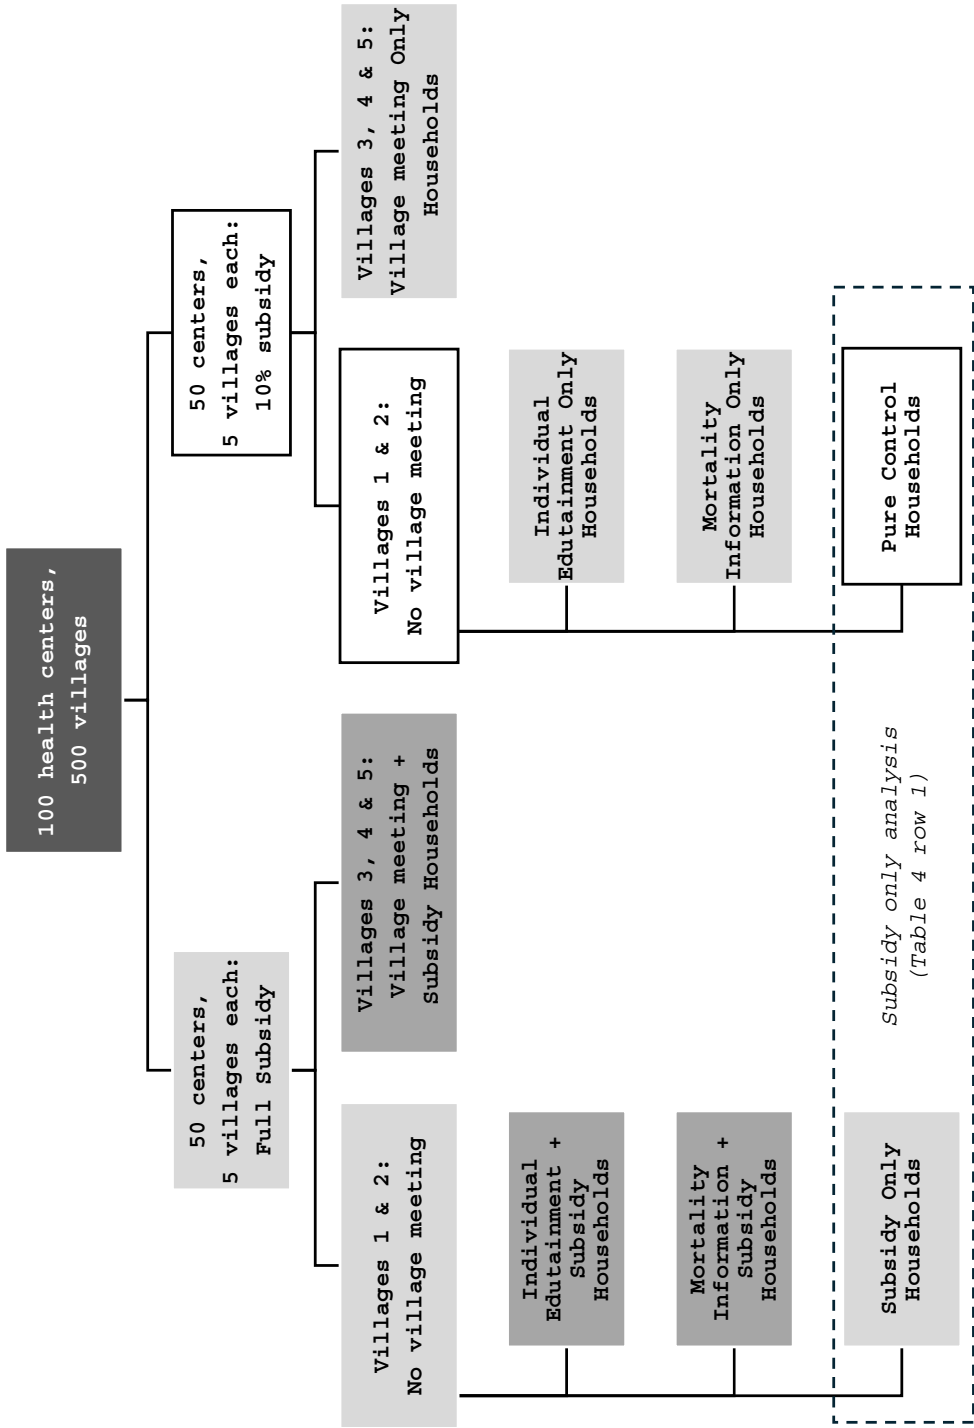 100 health centers,
500 villages
50 centers,
5 villages each:
Full Subsidy
50 centers,
5 villages each:
10% subsidy
Villages 1 & 2:
No village meeting
Villages 3, 4 & 5:
Village meeting +
Subsidy Households
Villages 1 & 2:
No village meeting
Villages 3, 4 & 5:
Village meeting Only
Households
Individual
Edutainment +
Subsidy
Households
Individual
Edutainment Only
Households
Mortality
Information +
Subsidy
Households
Mortality
Information Only
Households
Subsidy Only
Households
Subsidy only analysis
(Table 4 row 1)
Pure Control
Households